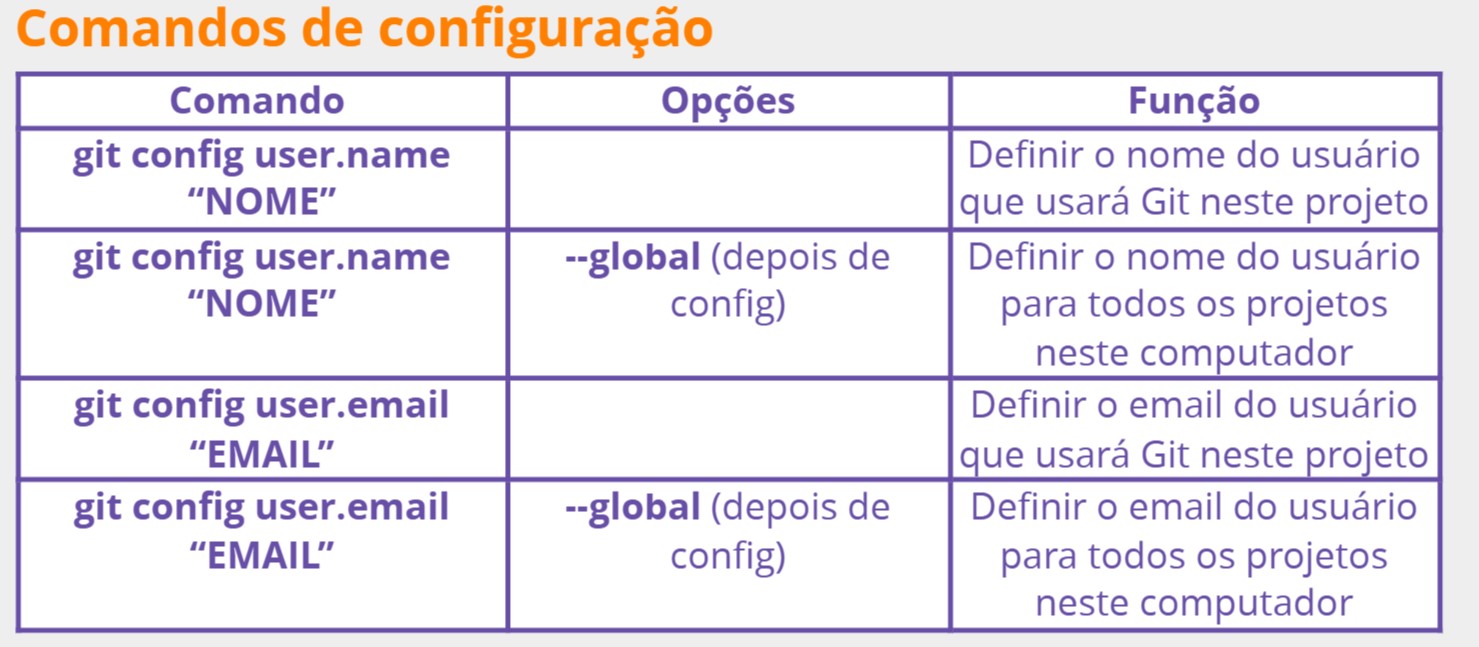 Comandos de configuração
Comando
Opções
Função
git config user.name
“NOME”
Definir o nome do usuário
que usará Git neste projeto
git config user.name
“NOME”
--global (depois de
config)
Definir o nome do usuário
para todos os projetos
neste computador
git config user.email
“EMAIL”
Definir o email do usuário
que usará Git neste projeto
git config user.email
“EMAIL”
--global (depois de
config)
Definir o email do usuário
para todos os projetos
neste computador